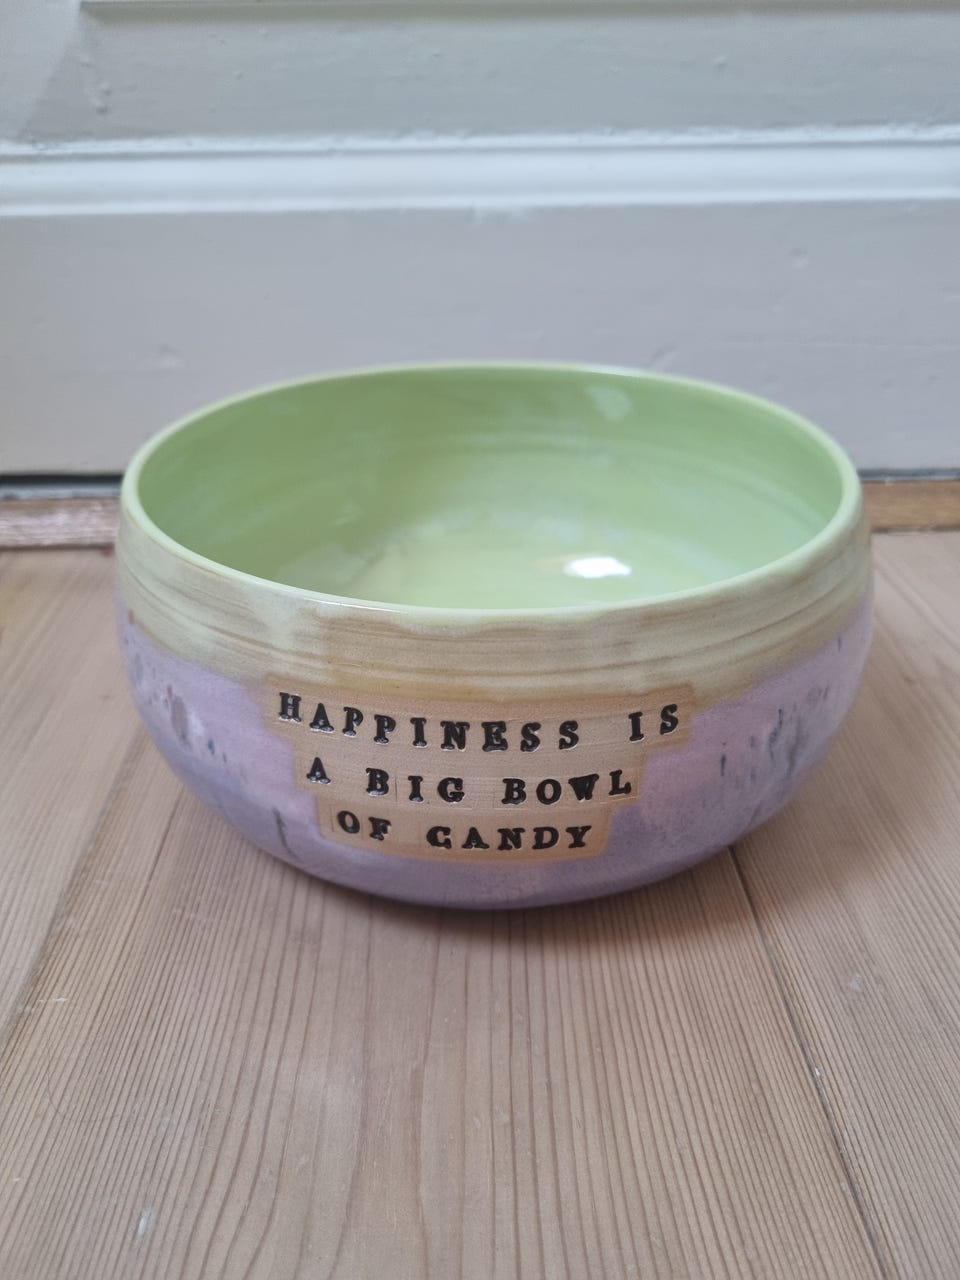 HAPPINESS IS
A BIG BOWL
OF CANDY